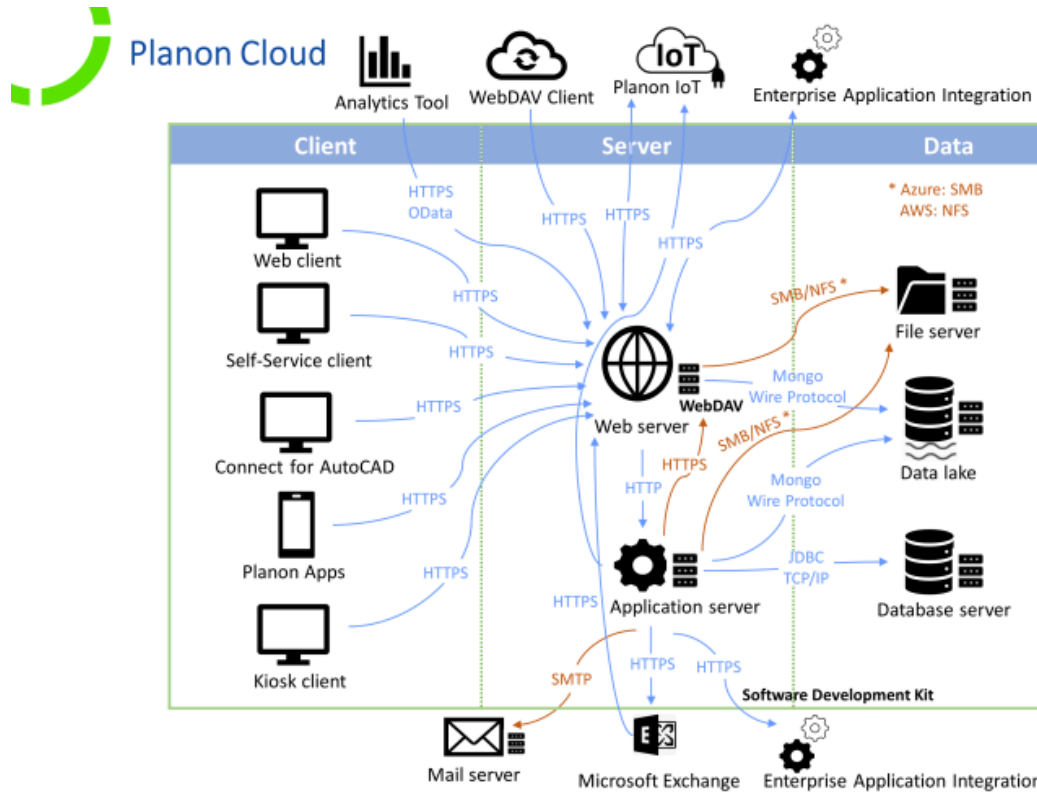 Planon Cloud
IoT
Analytics Tool
WebDAV Client
Planon IoT
Enterprise Application Integration
Client
Server
Data
HTTPS
OData
HTTPS
HTTPS
HTTPS
* Azure: SMB
AWS: NFS
Web client
HTTPS
SMB/NFS *
File server
Self-Service client
HTTPS
Mongo
Wire Protocol
WebDAV
Web server
HTTPS
SMB/NFS *
Connect for AutoCAD
HTTPS
HTTP
Mongo
Wire Protocol
Data lake
HTTPS
Planon Apps
HTTPS
JDBC
TCP/IP
Application server
Database server
HTTPS
Kiosk client
SMTP
HTTPS
HTTPS
Software Development Kit
E
Mail server
Microsoft Exchange
Enterprise Application Integration